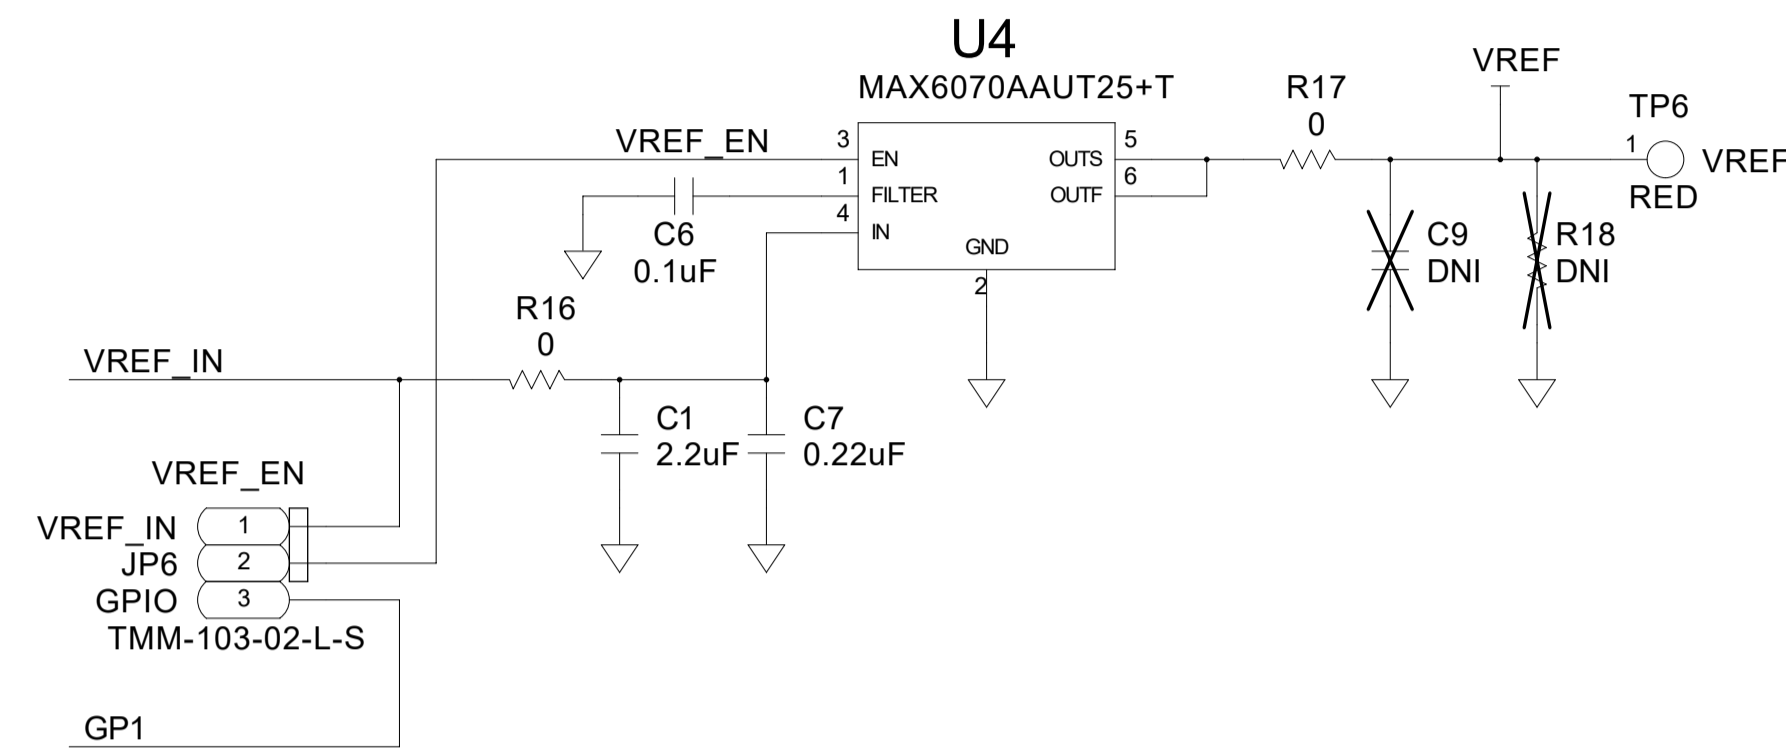 U4
MAX6070AAUT25+T
VREF
R17
0
TP6
1
VREF
RED
VREF_EN
3
EN
OUTS
5
1
FILTER
OUTF
6
4
IN
GND
2
C6
0.1uF
C9
DNI
R18
DNI
R16
0
VREF_IN
C1
2.2uF
C7
0.22uF
VREF_EN
VREF_IN
1
JP6
2
GPIO
3
TMM-103-02-L-S
GP1